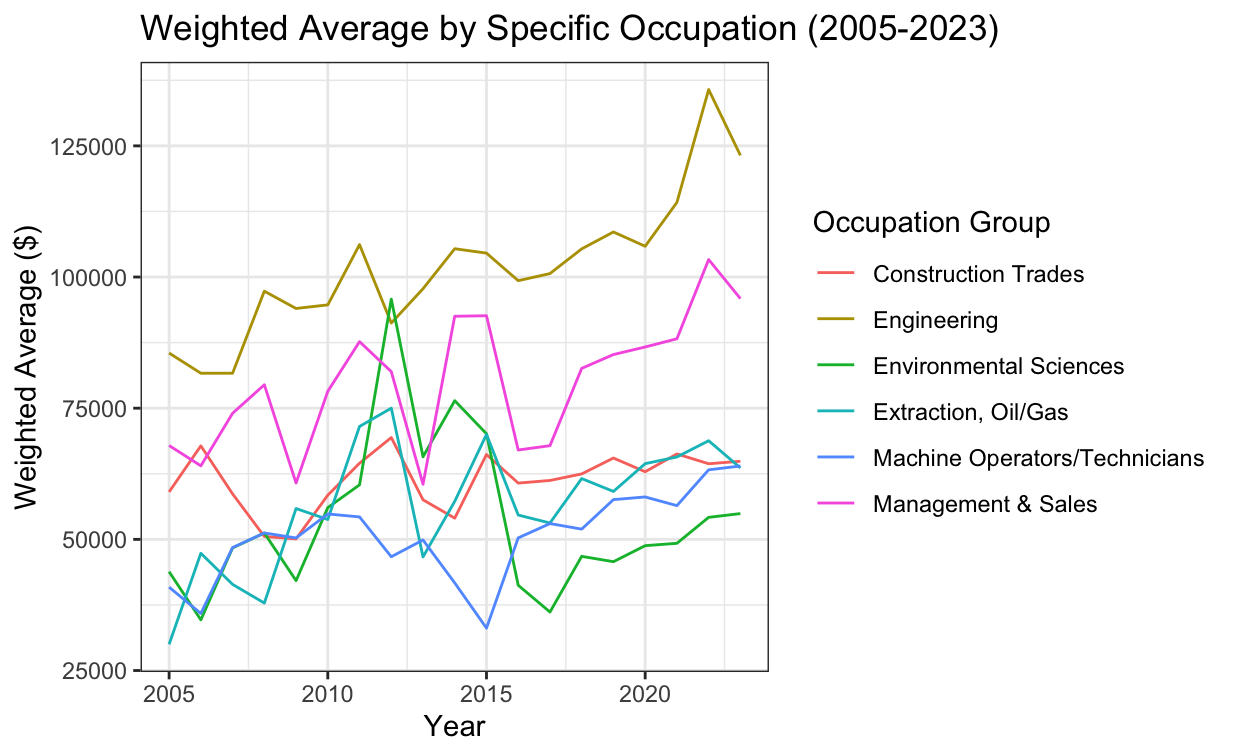 Weighted Average by Specific Occupation (2005-2023)
Weighted Average ($)
125000
100000
75000
50000
25000
2005 2010 2015 2020
Year
Occupation Group
Construction Trades
Engineering
Environmental Sciences
Extraction, Oil/Gas
Machine Operators/Technicians
Management & Sales